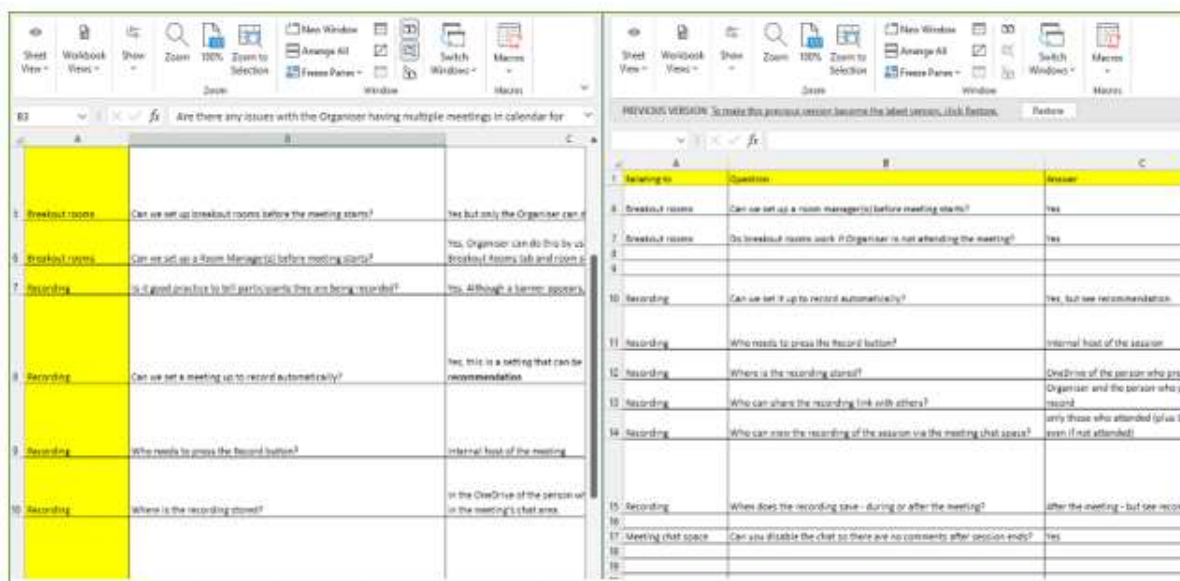 Sheet View
Workbook Views
Show
Zoom
100%
Zoom to Selection
Zoom
New Window
Arrange All
Freeze Panes
Window
Switch Windows
Macros
Macros
B3
fx Are there any issues with the Organiser having multiple meetings in calendar for
A B C
5 Breakout rooms Can we set up breakout rooms before the meeting starts? Yes but only the Organiser can
Yes, Organiser can do this by us
6 Breakout rooms Can we set up a Room Manager(s) before meeting starts? Breakout Rooms tab and room
7 Recording Is it good practice to tell participants they are being recorded? Yes. Although a banner appears,
Yes, this is a setting that can be
8 Recording Can we set a meeting up to record automatically? recommendation
9 Recording Who needs to press the Record button? Internal host of the meeting
In the OneDrive of the person
10 Recording Where is the recording stored? in the meeting's chat area.
Sheet View
Workbook Views
Show
Zoom
100%
Zoom to Selection
Zoom
New Window
Arrange All
Freeze Panes
Window
Switch Windows
Macros
Macros
PREVIOUS VERSION To make this previous version become the latest version, click Restore. Restore
fx
A B C
1 Relating to Question Answer
6 Breakout rooms Can we set up a room manager(s) before meeting starts? Yes
7 Breakout rooms Do breakout rooms work if Organiser is not attending the meeting? Yes
8
9
10 Recording Can we set it up to record automatically? Yes, but see recommendation
11 Recording Who needs to press the Record button? Internal host of the session
12 Recording Where is the recording stored? OneDrive of the person who
Organiser and the person who
13 Recording Who can share the recording link with others? record
only those who attended (plus
14 Recording Who can view the recording of the session via the meeting chat space? even if not attended)
15 Recording When does the recording save - during or after the meeting? After the meeting - but see
16
17 Meeting chat space Can you disable the chat so there are no comments after session ends? Yes
18
19